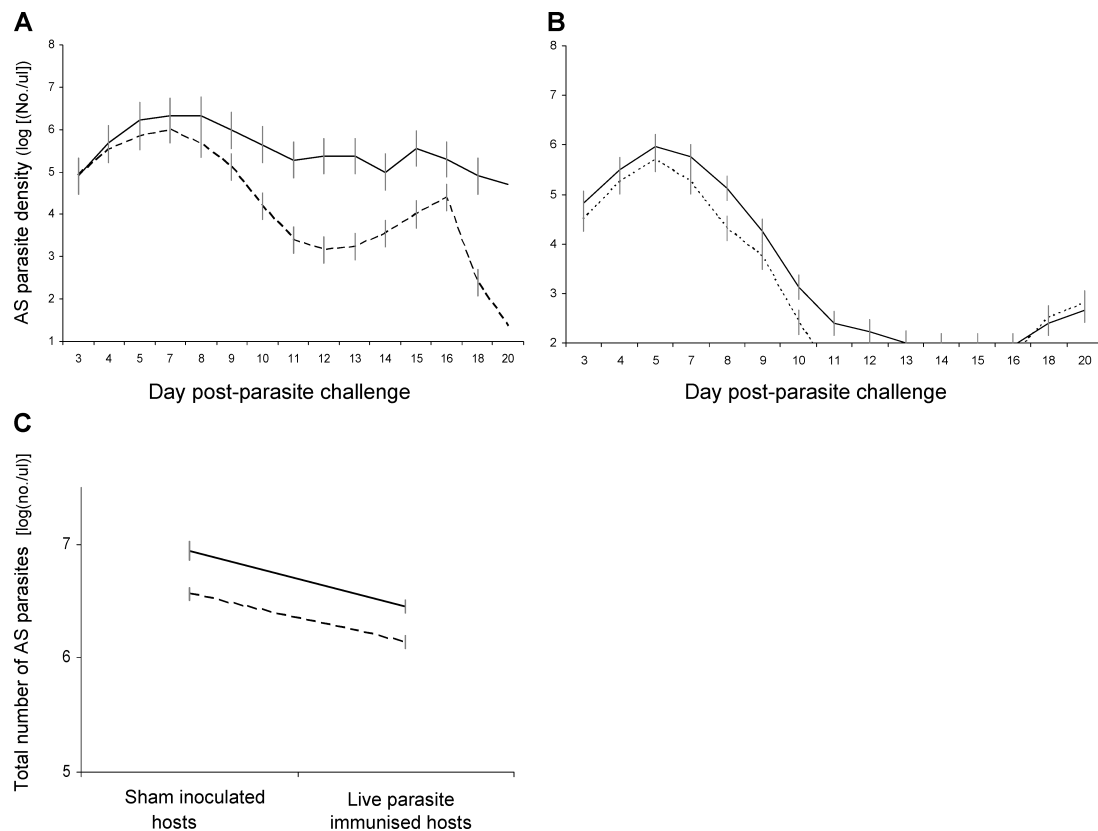 A
AS parasite density (log [(No./ul])
8
7
6
5
4
3
2
1
3 4 5 7 8 9 10 11 12 13 14 15 16 18 20
Day post-parasite challenge
B
8
7
6
5
4
3
2
3 4 5 7 8 9 10 11 12 13 14 15 16 18 20
Day post-parasite challenge
C
Total number of AS parasites [log(no./ul)]
7
6
5
Sham inoculated
hosts
Live parasite
immunised hosts